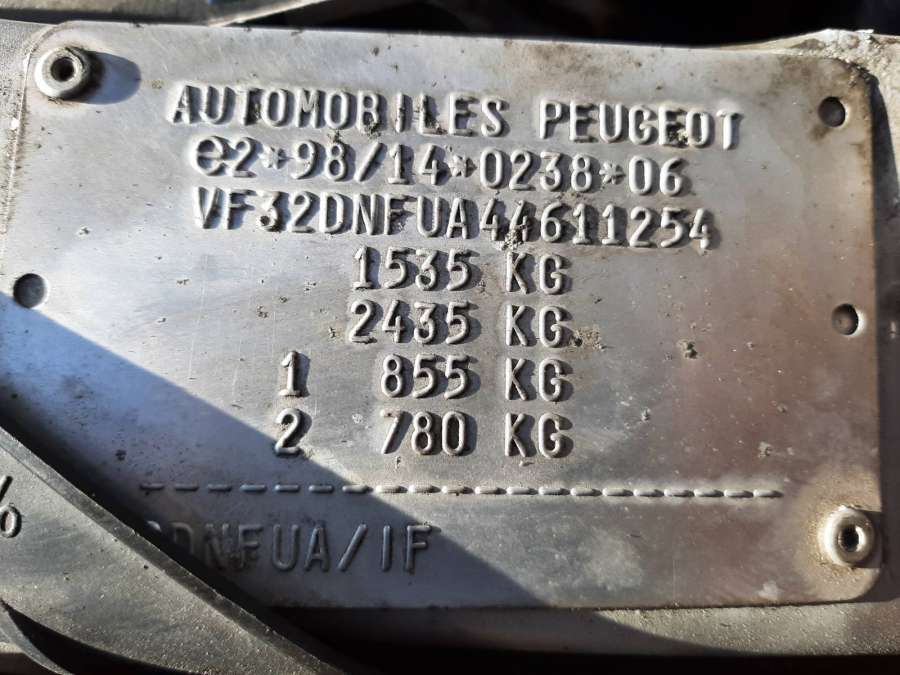 AUTOMOBILES PEUGEOT
e2*98/14*0238*06
VF32DNFUA44611254
1535 KG
2435 KG
1 855 KG
2 780 KG
DNFUA/IF
%